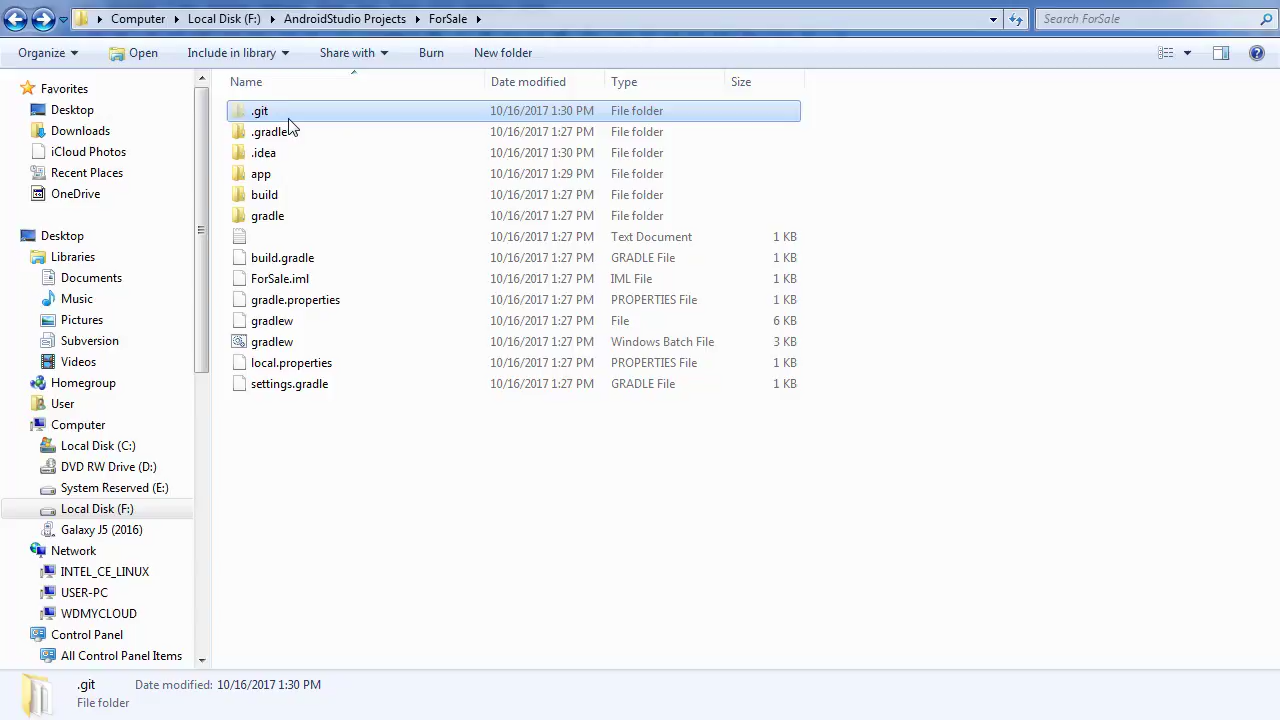 Computer Local Disk (F:) AndroidStudio Projects ForSale
Search ForSale
Organize Open Include in library Share with Burn New folder
Favorites
Desktop
Downloads
iCloud Photos
Recent Places
OneDrive
Desktop
Libraries
Documents
Music
Pictures
Subversion
Videos
Homegroup
User
Computer
Local Disk (C:)
DVD RW Drive (D:)
System Reserved (E:)
Local Disk (F:)
Galaxy J5 (2016)
Network
INTEL_CE_LINUX
USER-PC
WDMYCLOUD
Control Panel
All Control Panel Items
Name Date modified Type Size
.git 10/16/2017 1:30 PM File folder
.gradle 10/16/2017 1:27 PM File folder
.idea 10/16/2017 1:30 PM File folder
app 10/16/2017 1:29 PM File folder
build 10/16/2017 1:27 PM File folder
gradle 10/16/2017 1:27 PM File folder
10/16/2017 1:27 PM Text Document 1 KB
build.gradle 10/16/2017 1:27 PM GRADLE File 1 KB
ForSale.iml 10/16/2017 1:27 PM IML File 1 KB
gradle.properties 10/16/2017 1:27 PM PROPERTIES File 1 KB
gradlew 10/16/2017 1:27 PM File 6 KB
gradlew 10/16/2017 1:27 PM Windows Batch File 3 KB
local.properties 10/16/2017 1:27 PM PROPERTIES File 1 KB
settings.gradle 10/16/2017 1:27 PM GRADLE File 1 KB
.git Date modified: 10/16/2017 1:30 PM
File folder